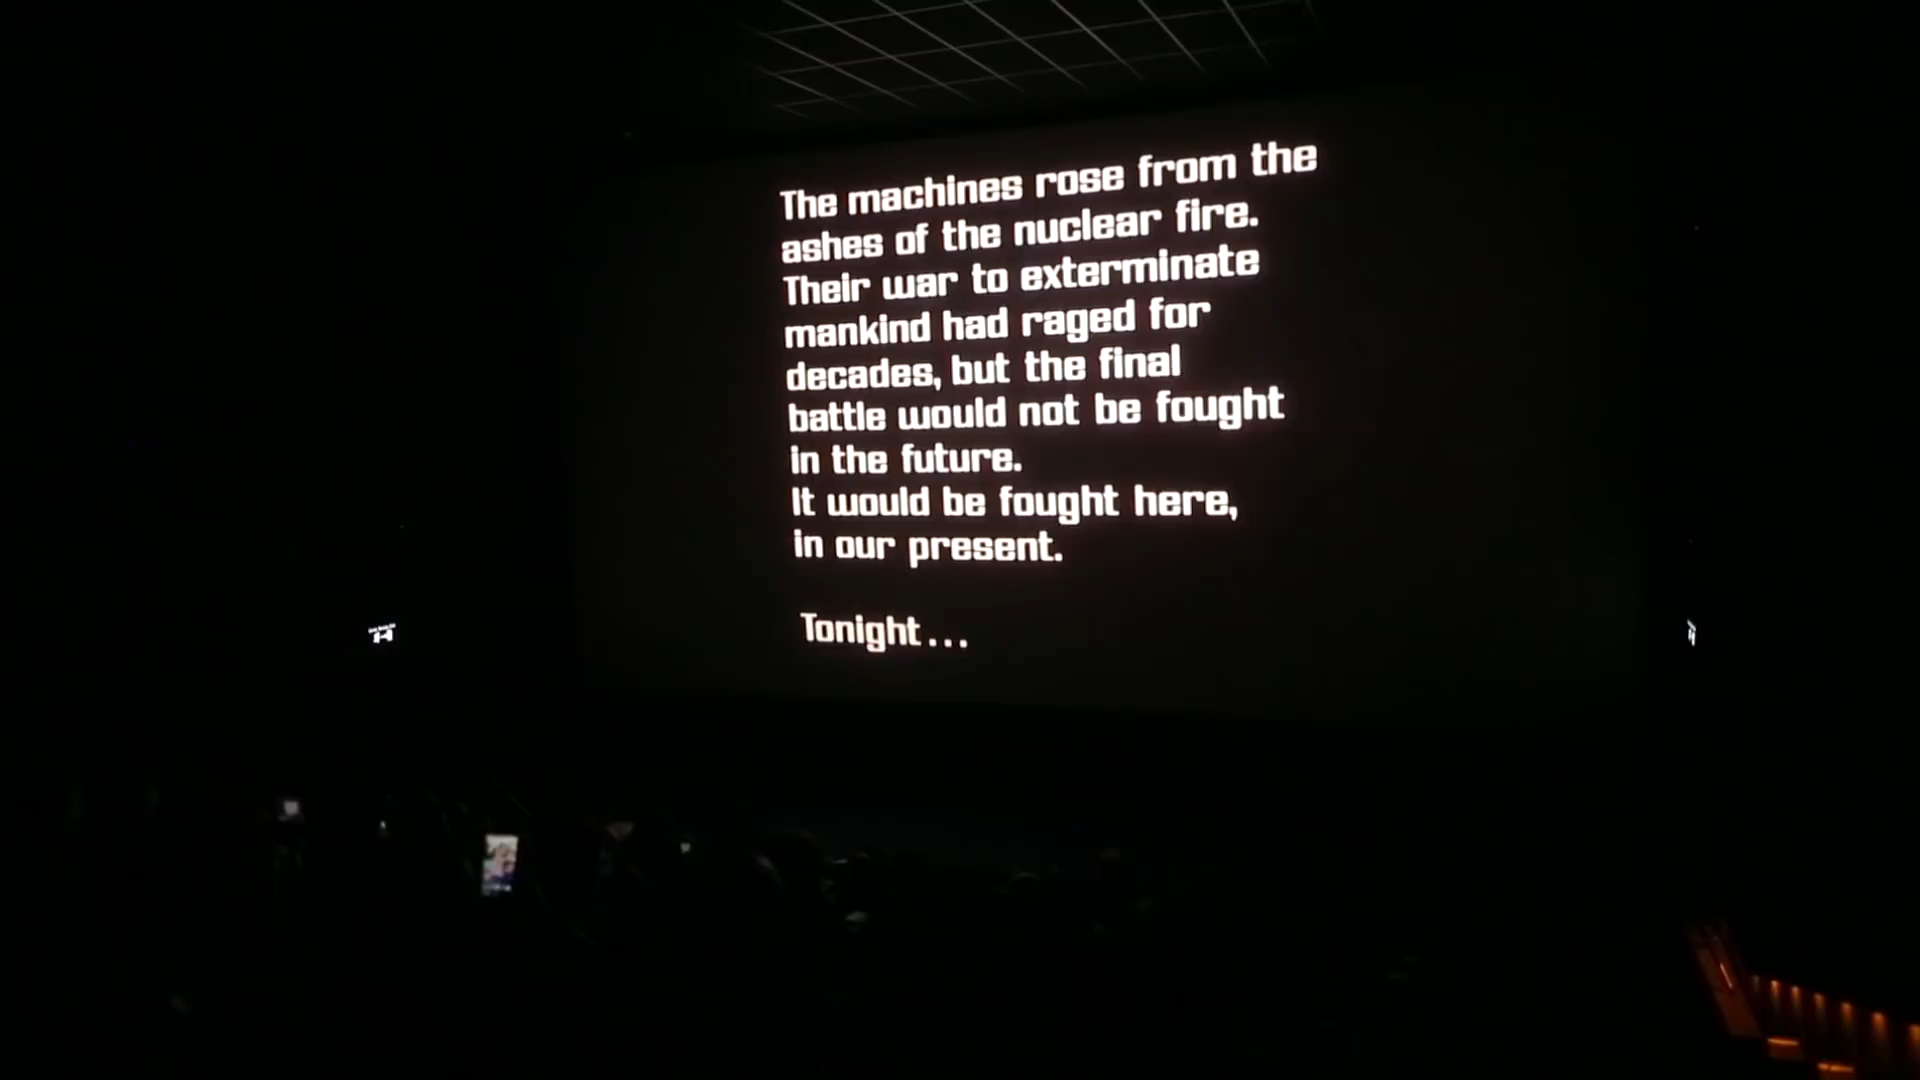 The machines rose from the
ashes of the nuclear fire.
Their war to exterminate
mankind had raged for
decades, but the final
battle would not be fought
in the future.
It would be fought here,
in our present.
Tonight...